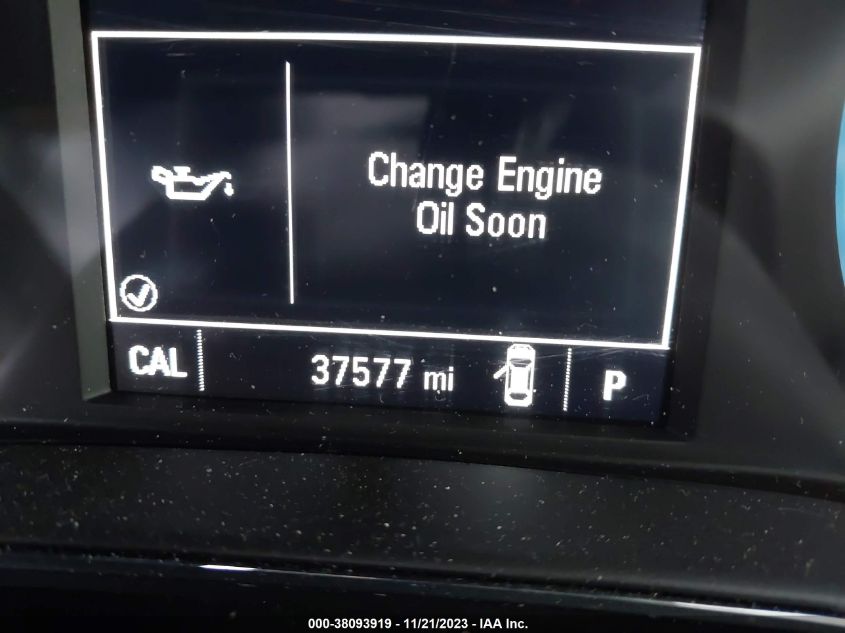 Change Engine
Oil Soon
CAL 37577 mi P
000-38093919 - 11/21/2023 - IAA Inc.